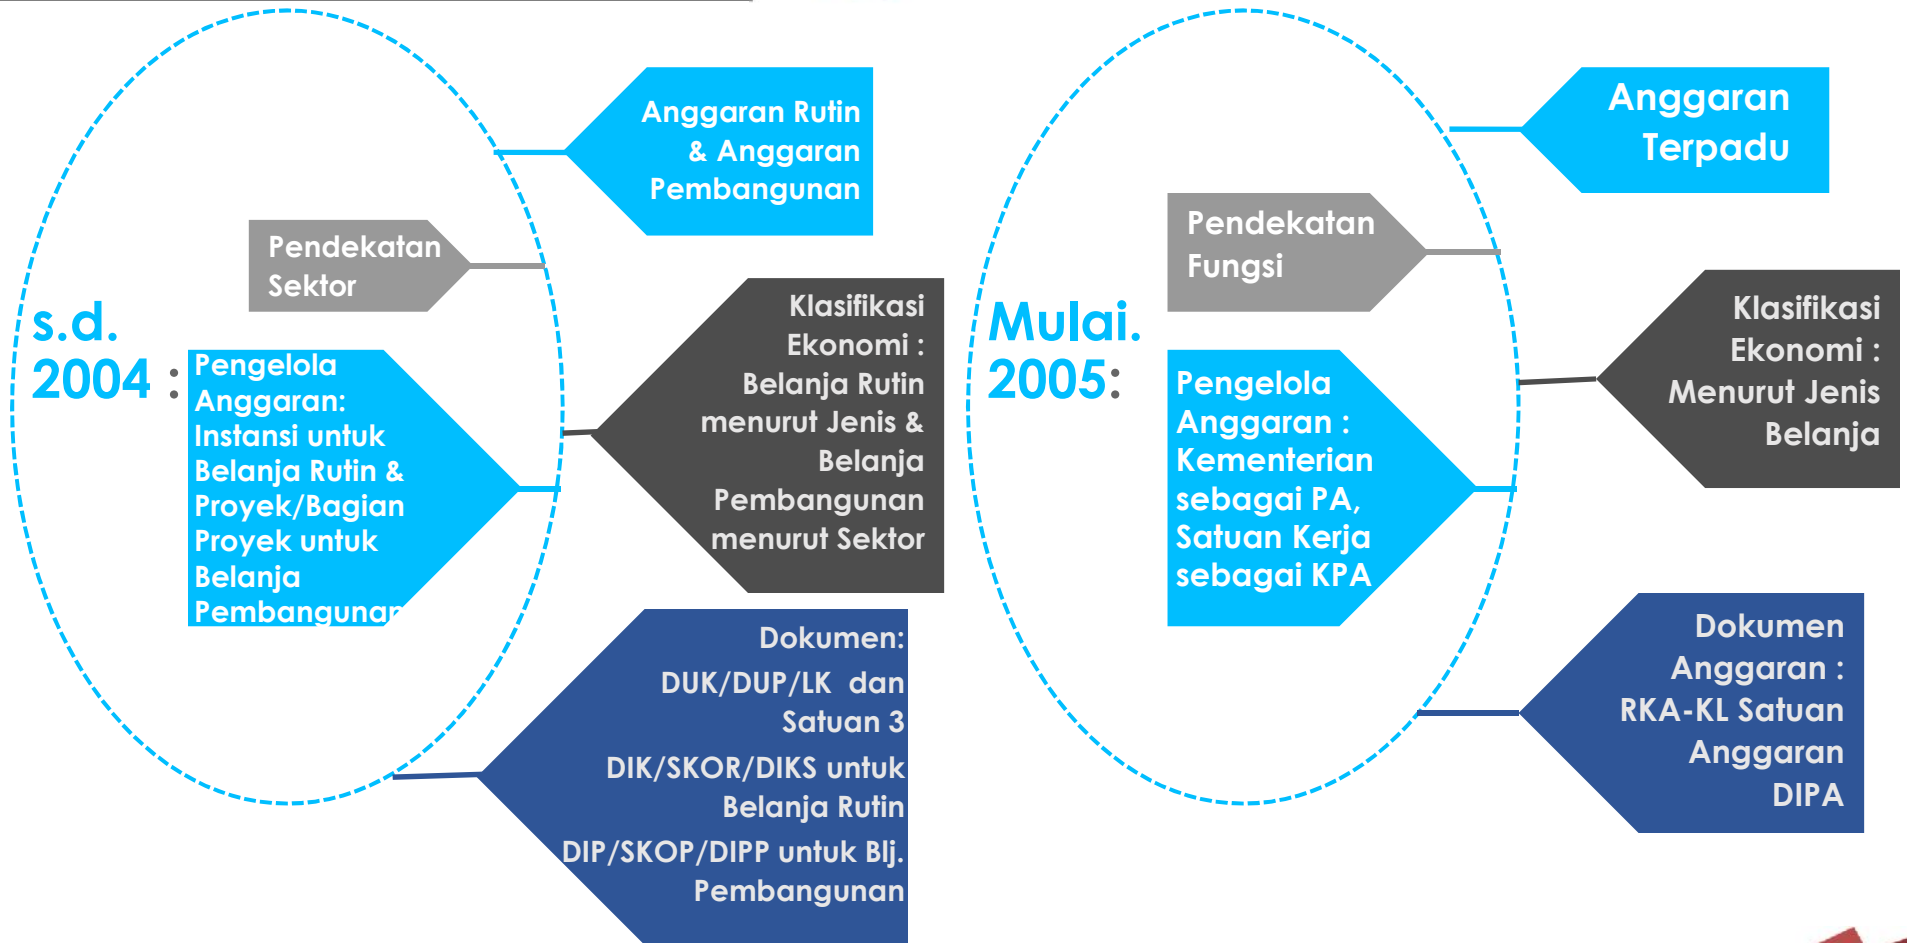 s.d.
2004 :
Anggaran Rutin
& Anggaran
Pembangunan
Pendekatan
Sektor
Klasifikasi
Ekonomi :
Belanja Rutin
menurut Jenis &
Belanja
Pembangunan
menurut Sektor
Pengelola
Anggaran:
Instansi untuk
Belanja Rutin &
Proyek/Bagian
Proyek untuk
Belanja
Pembangunan
Dokumen:
DUK/DUP/LK dan
Satuan 3
DIK/SKOR/DIKS untuk
Belanja Rutin
DIP/SKOP/DIPP untuk Blj.
Pembangunan
Mulai.
2005:
Anggaran
Terpadu
Pendekatan
Fungsi
Klasifikasi
Ekonomi :
Menurut Jenis
Belanja
Pengelola
Anggaran :
Kementerian
sebagai PA,
Satuan Kerja
sebagai KPA
Dokumen
Anggaran :
RKA-KL Satuan
Anggaran
DIPA